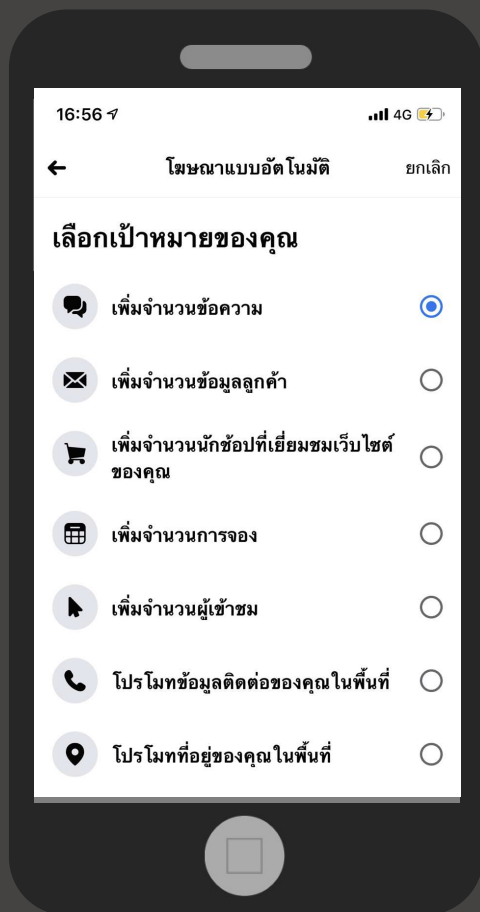 16:56
4G
โฆษณาแบบอัตโนมัติ
ยกเลิก
เลือกเป้าหมายของคุณ
เพิ่มจำนวนข้อความ
เพิ่มจำนวนข้อมูลลูกค้า
เพิ่มจำนวนนักช้อปที่เยี่ยมชมเว็บไซต์
ของคุณ
เพิ่มจำนวนการจอง
เพิ่มจำนวนผู้เข้าชม
โปรโมทข้อมูลติดต่อของคุณในพื้นที่
โปรโมทที่อยู่ของคุณในพื้นที่